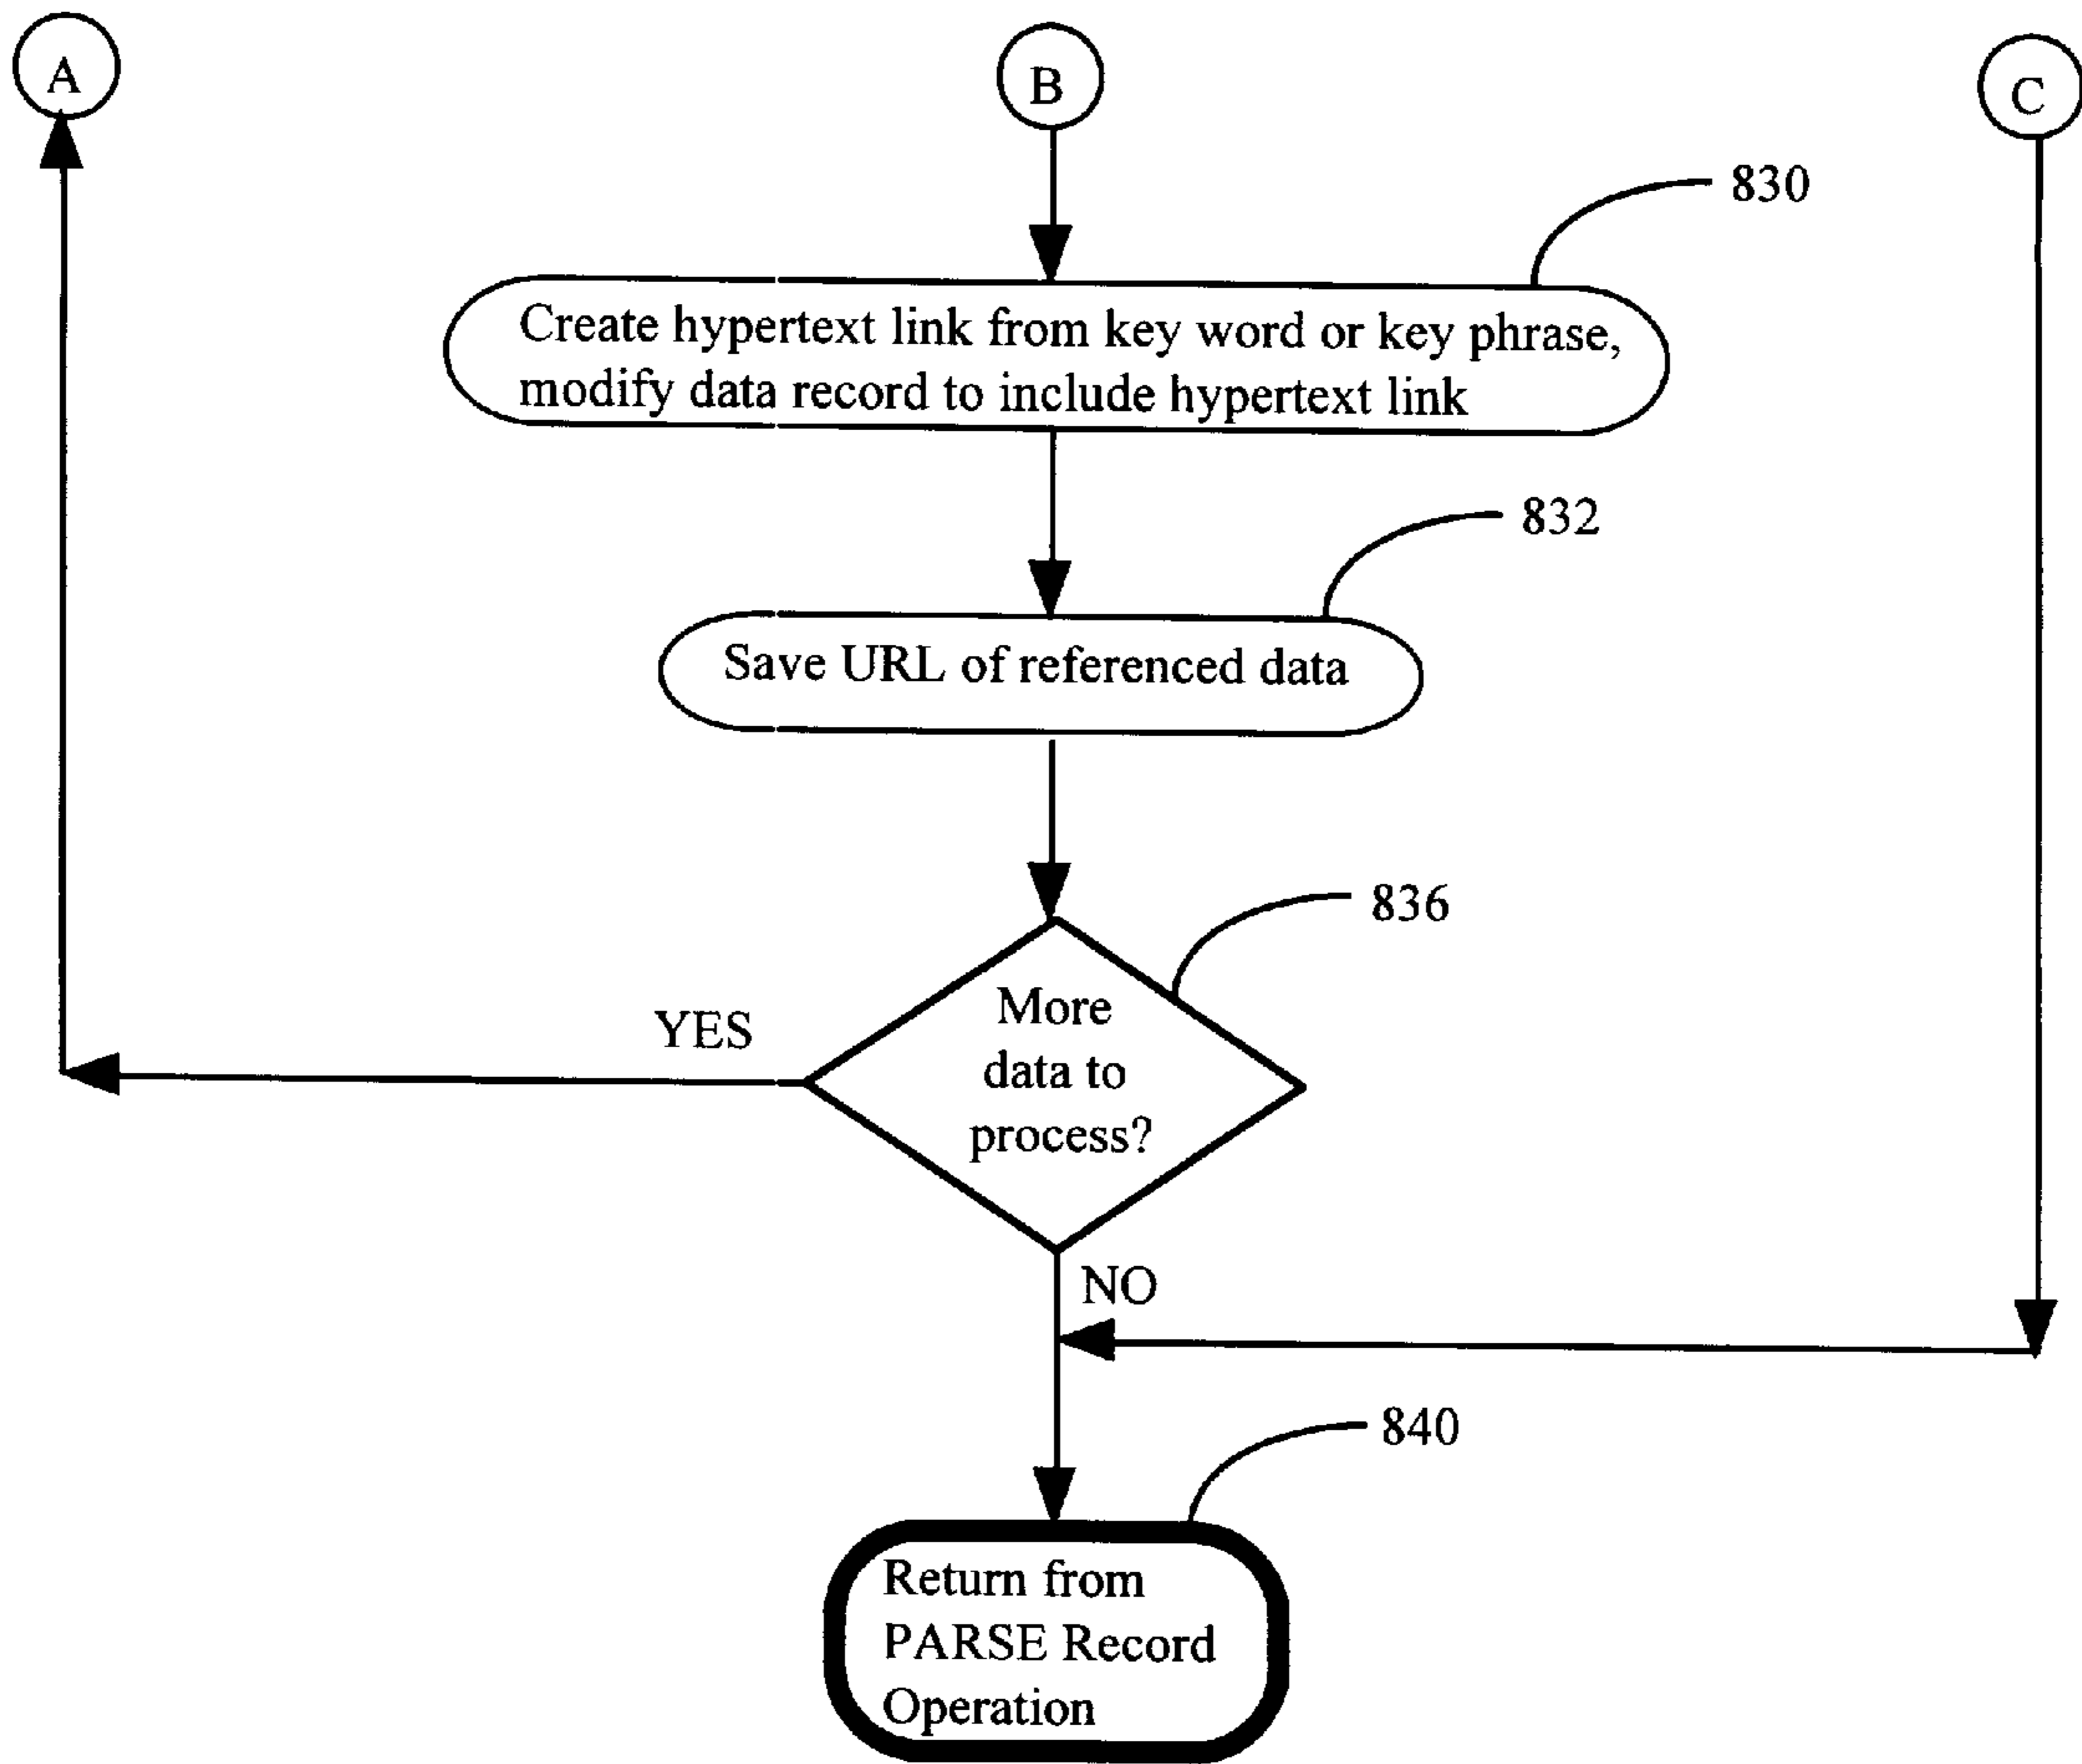 A
B
C
830
Create hypertext link from key word or key phrase,
modify data record to include hypertext link
832
Save URL of referenced data
836
More
data to
process?
YES
NO
840
Return from
PARSE Record
Operation